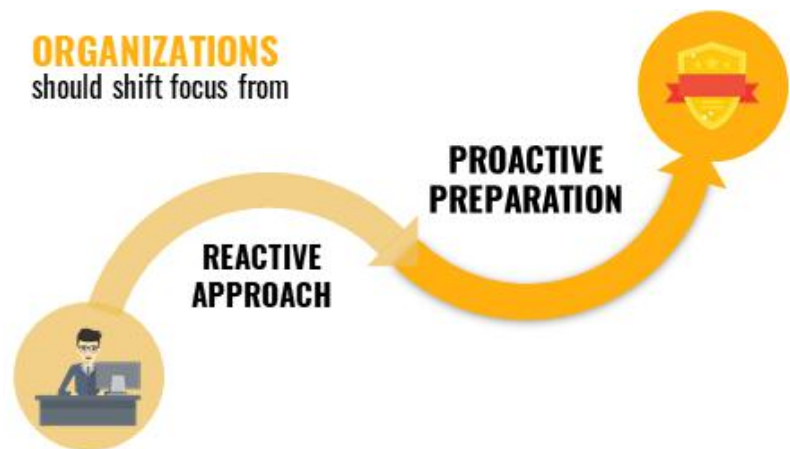 ORGANIZATIONS
should shift focus from
REACTIVE
APPROACH
PROACTIVE
PREPARATION